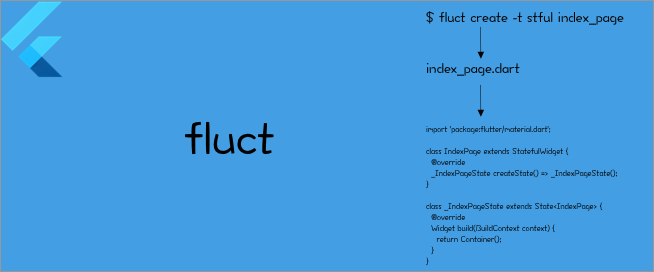 fluct
$ fluct create -t stful index_page
index_page.dart
import 'package:flutter/material.dart';
class IndexPage extends StatefulWidget {
@override
_IndexPageState createState() => _IndexPageState();
}
class _IndexPageState extends State<IndexPage> {
@override
Widget build(BuildContext context) {
return Container();
}
}